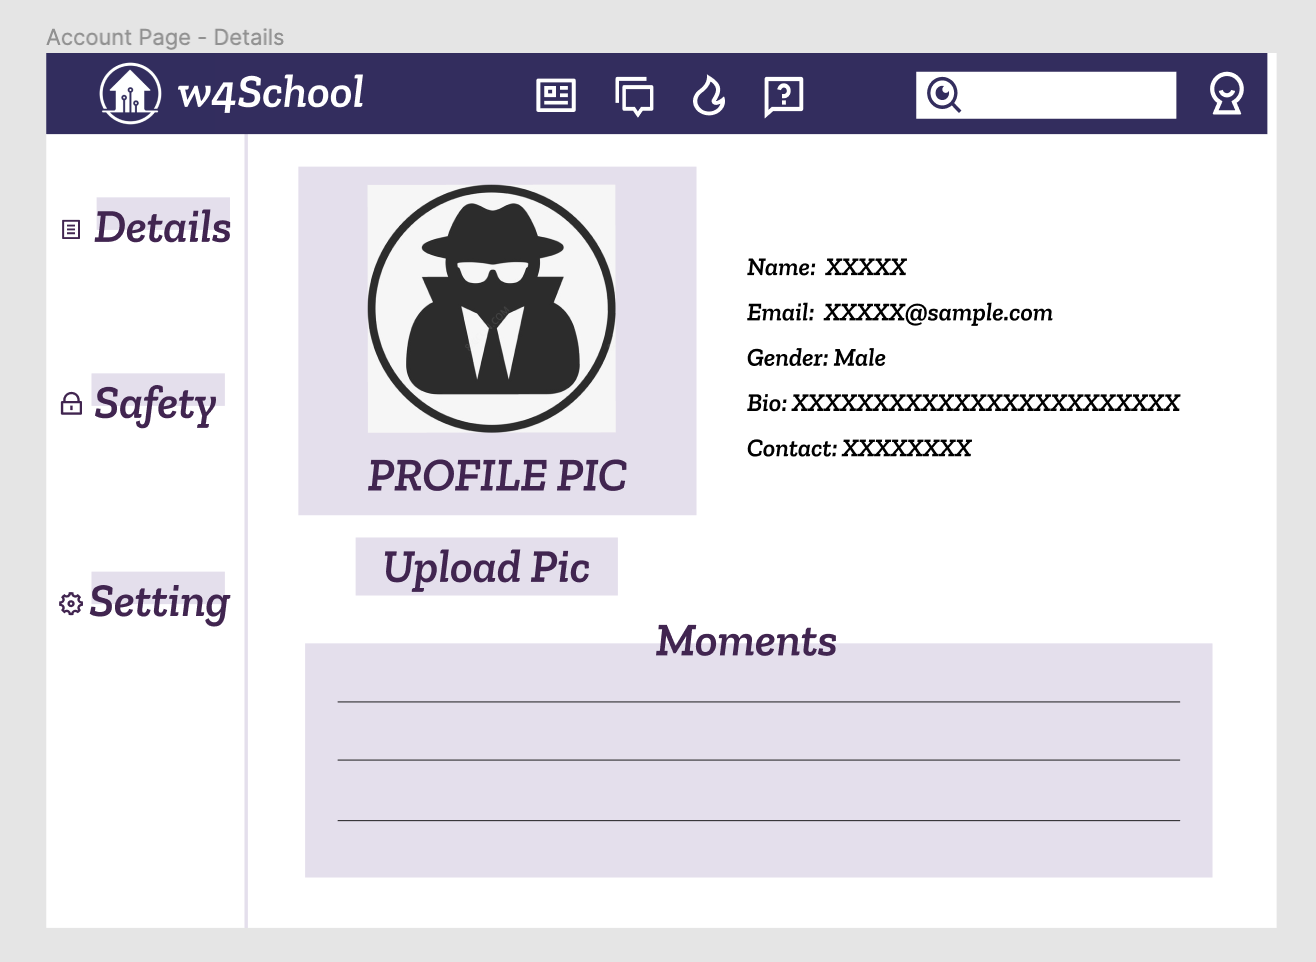 Account Page - Details
w4School
Details
Safety
Setting
PROFILE PIC
Upload Pic
Name: XXXXX
Email: XXXXX@sample.com
Gender: Male
Bio: XXXXXXXXXXXXXXXXXXXXXXXX
Contact: XXXXXXXX
Moments